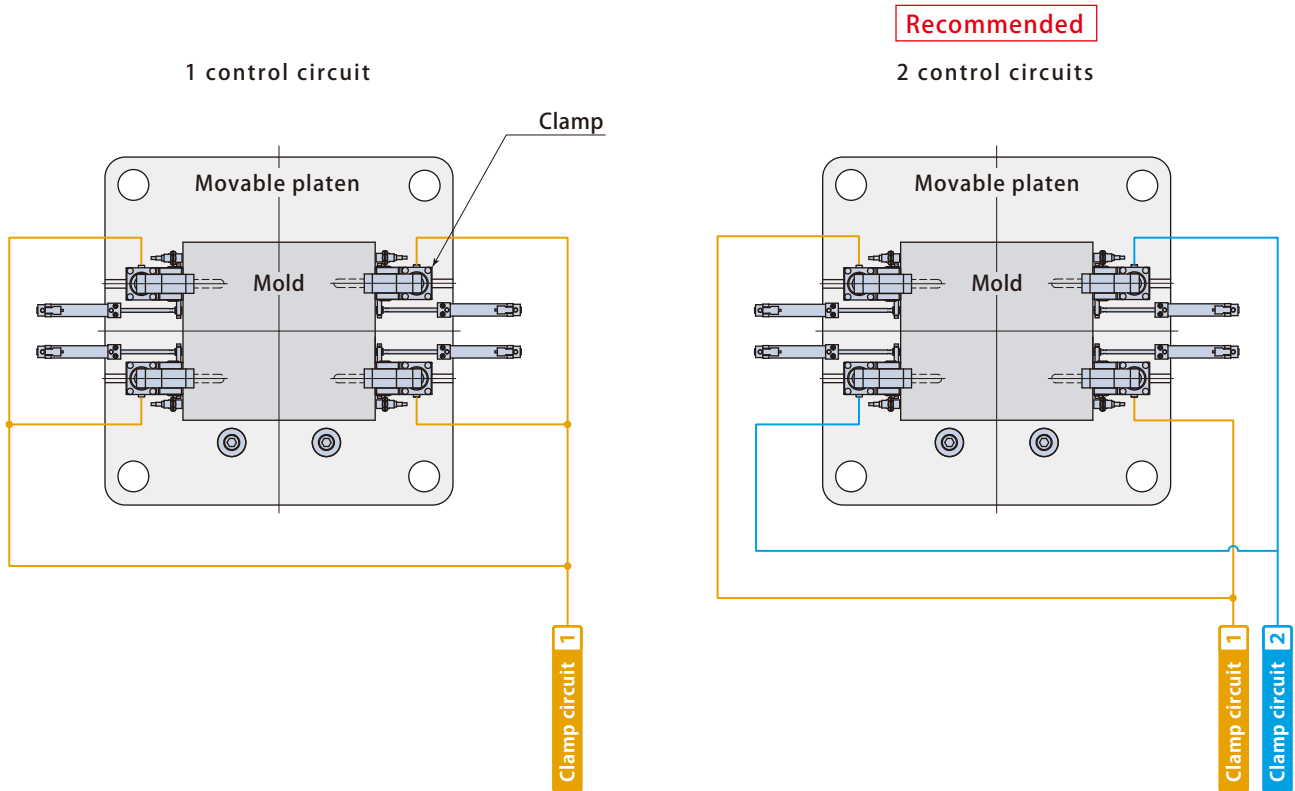 Recommended
1 control circuit
2 control circuits
Clamp
Movable platen
Movable platen
Mold
Mold
Clamp circuit 1
Clamp circuit 1
Clamp circuit 2